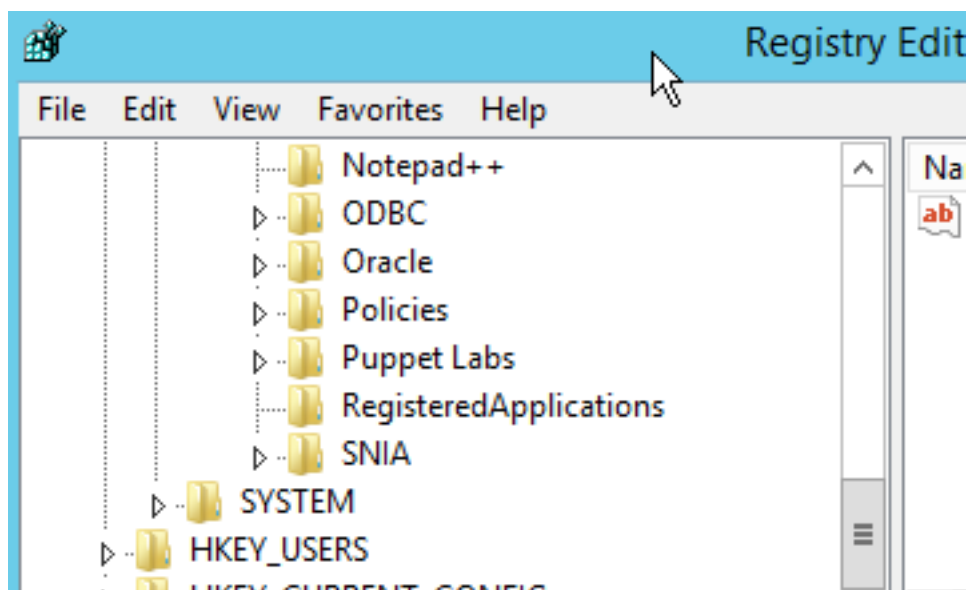 Registry Edit
File Edit View Favorites Help
Notepad++
Na
ODBC
ab
Oracle
Policies
Puppet Labs
RegisteredApplications
SNIA
SYSTEM
HKEY_USERS
HKEY_CURRENT_CONFIG